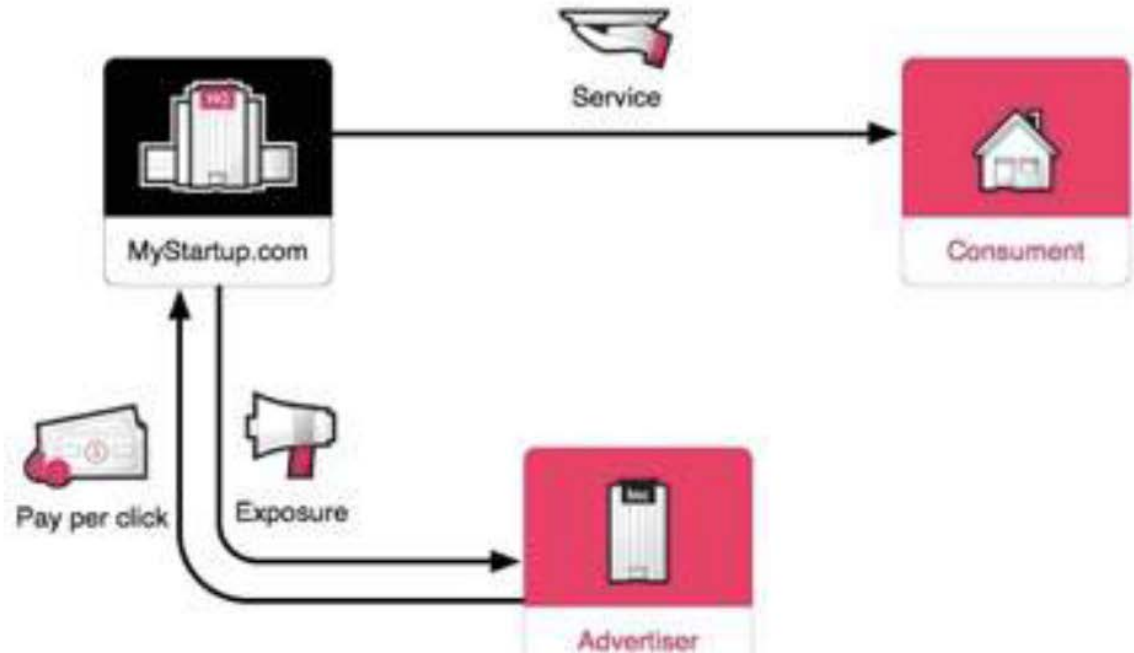 Service
MyStartup.com
Consument
Pay per click
Exposure
Advertiser